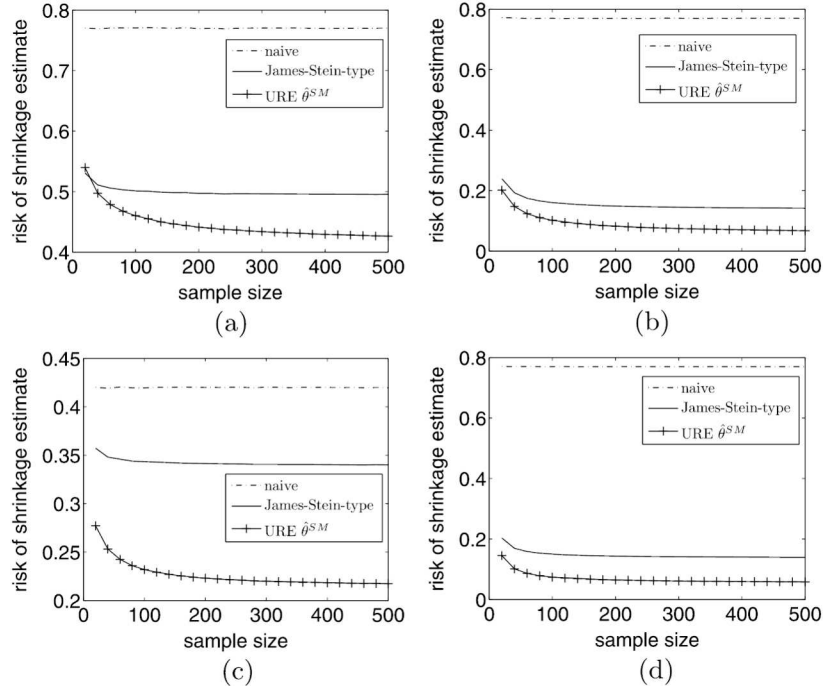 0.8
0.7
0.6
0.5
0.4
0 100 200 300 400 500
risk of shrinkage estimate
sample size
naive
James-Stein-type
URE θ̂^{SM}
(a)
0.8
0.6
0.4
0.2
0
0 100 200 300 400 500
risk of shrinkage estimate
sample size
naive
James-Stein-type
URE θ̂^{SM}
(b)
0.45
0.4
0.35
0.3
0.25
0.2
0 100 200 300 400 500
risk of shrinkage estimate
sample size
naive
James-Stein-type
URE θ̂^{SM}
(c)
0.8
0.6
0.4
0.2
0
0 100 200 300 400 500
risk of shrinkage estimate
sample size
naive
James-Stein-type
URE θ̂^{SM}
(d)